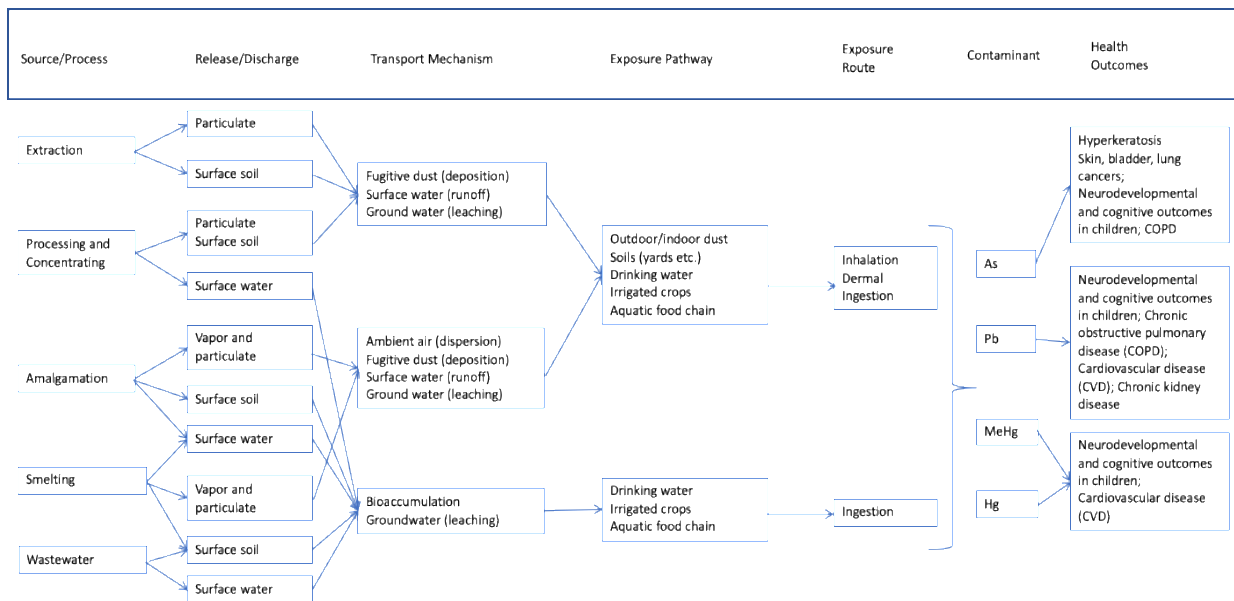 Source/Process
Release/Discharge
Transport Mechanism
Exposure Pathway
Exposure
Route
Contaminant
Health
Outcomes
Extraction
Processing and
Concentrating
Amalgamation
Smelting
Wastewater
Particulate
Surface soil
Particulate
Surface soil
Surface water
Vapor and
particulate
Surface soil
Surface water
Vapor and
particulate
Surface soil
Surface water
Fugitive dust (deposition)
Surface water (runoff)
Ground water (leaching)
Ambient air (dispersion)
Fugitive dust (deposition)
Surface water (runoff)
Ground water (leaching)
Bioaccumulation
Groundwater (leaching)
Outdoor/indoor dust
Soils (yards etc.)
Drinking water
Irrigated crops
Aquatic food chain
Drinking water
Irrigated crops
Aquatic food chain
Inhalation
Dermal
Ingestion
Ingestion
As
Pb
MeHg
Hg
Hyperkeratosis
Skin, bladder, lung
cancers;
Neurodevelopmental
and cognitive outcomes
in children; COPD
Neurodevelopmental
and cognitive outcomes
in children; Chronic
obstructive pulmonary
disease (COPD);
Cardiovascular disease
(CVD); Chronic kidney
disease
Neurodevelopmental
and cognitive outcomes
in children;
Cardiovascular disease
(CVD)